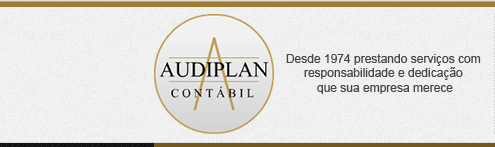 AUDIPLAN
CONTÁBIL
Desde 1974 prestando serviços com
responsabilidade e dedicação
que sua empresa merece